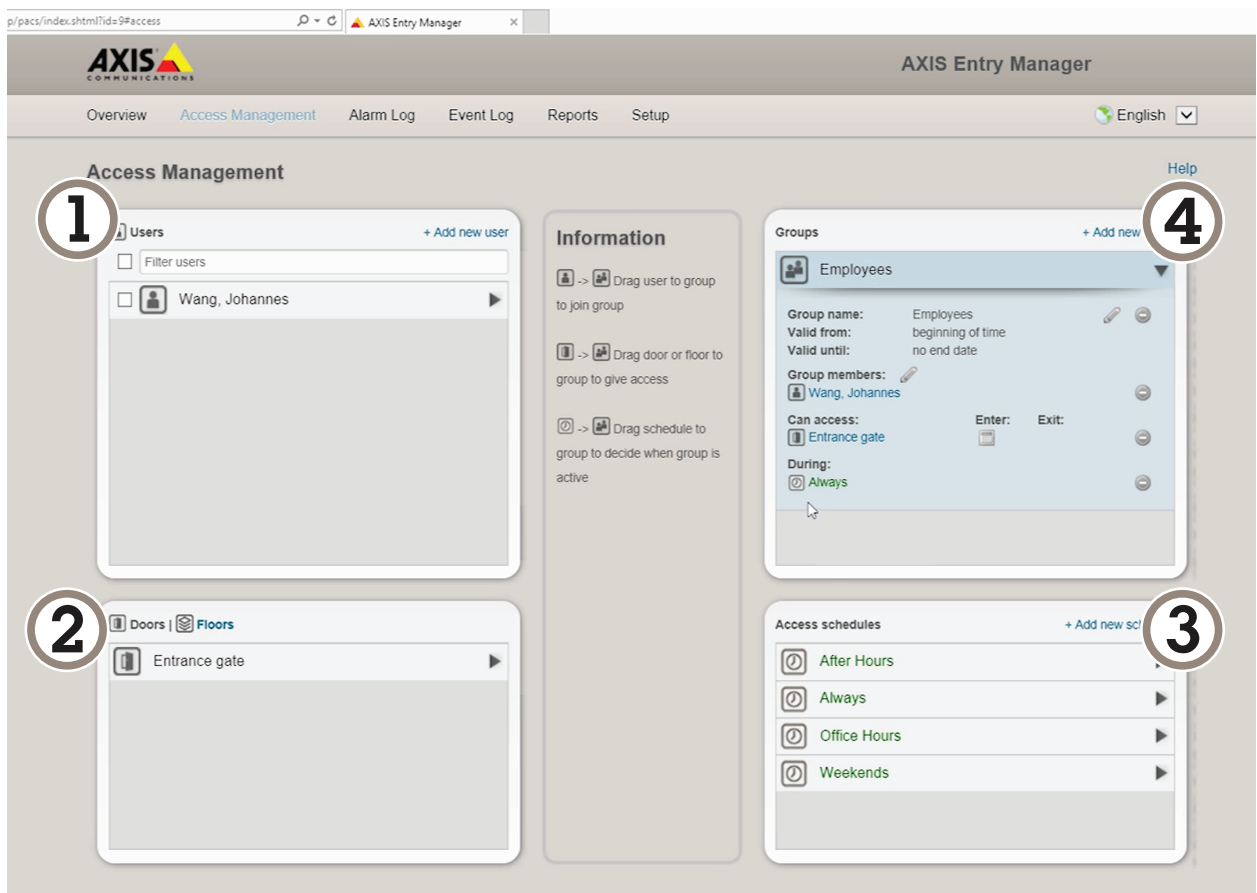 p/pacs/index.shtml?id=9#access
AXIS Entry Manager
AXIS
COMMUNICATIONS
AXIS Entry Manager
Overview Access Management Alarm Log Event Log Reports Setup
English
Access Management
Help
1
Users
+ Add new user
Filter users
Wang, Johannes
Information
-> Drag user to group
to join group
-> Drag door or floor to
group to give access
-> Drag schedule to
group to decide when group is
active
4
Groups
+ Add new
Employees
Group name: Employees
Valid from: beginning of time
Valid until: no end date
Group members:
Wang, Johannes
Can access: Enter: Exit:
Entrance gate
During:
Always
2
Doors | Floors
Entrance gate
3
Access schedules
+ Add new
After Hours
Always
Office Hours
Weekends